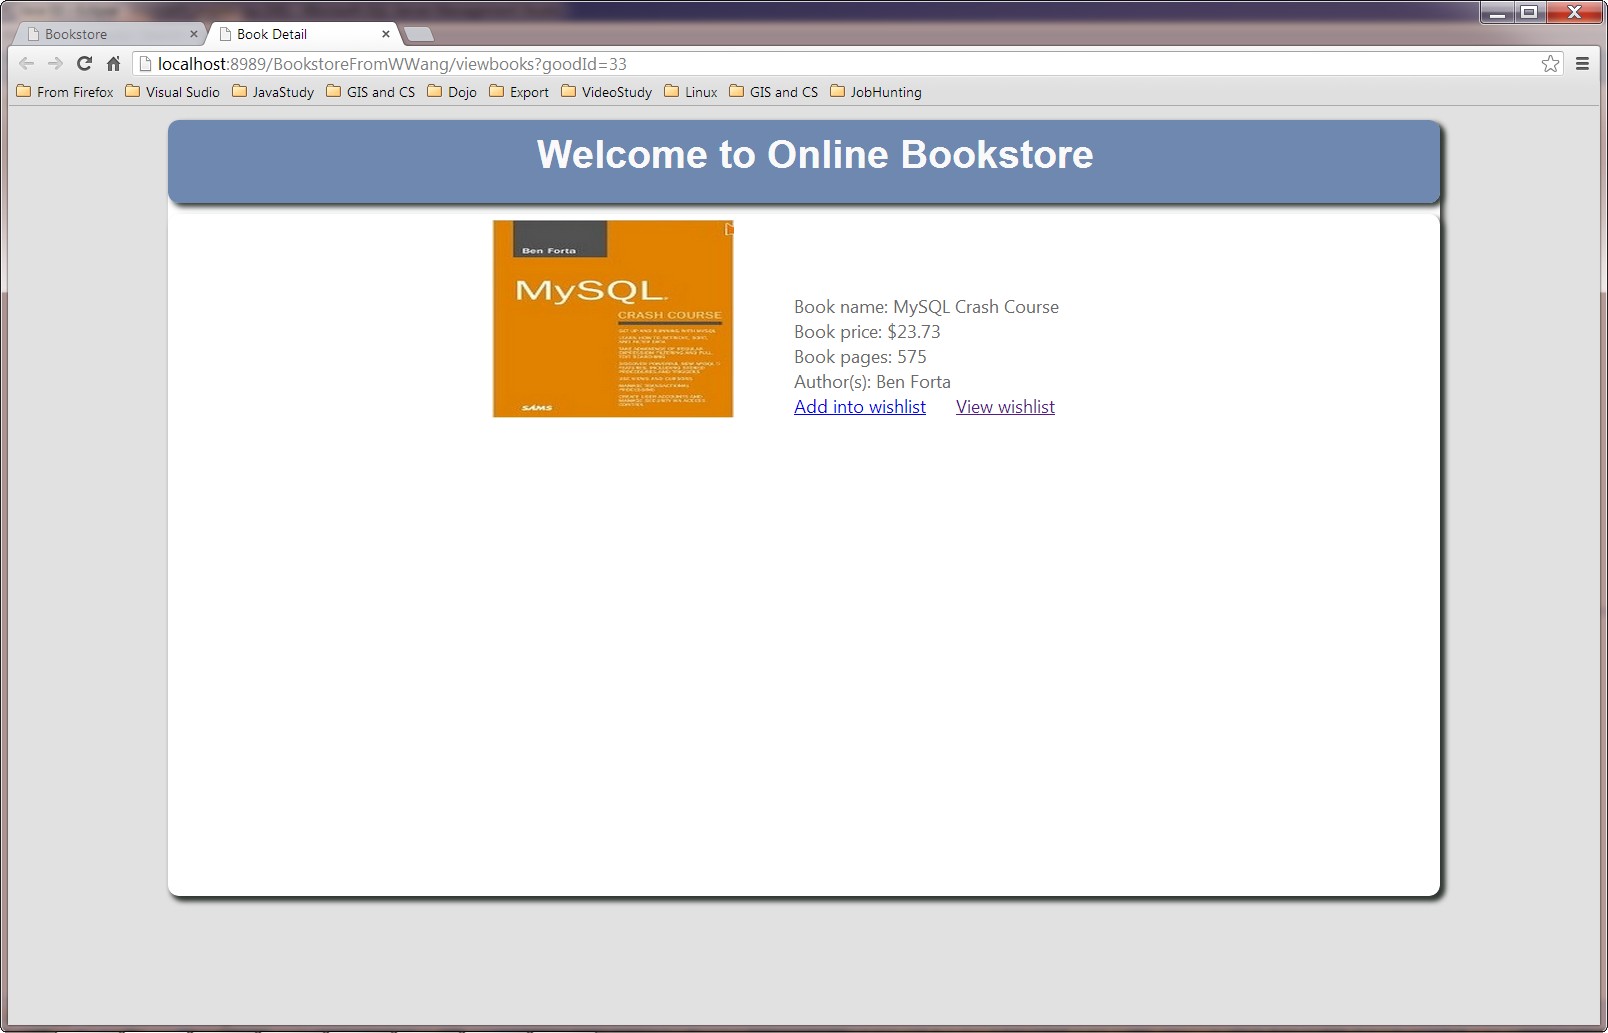 Bookstore
Book Detail
localhost:8989/BookstoreFromWWang/viewbooks?goodId=33
From Firefox Visual Sudio JavaStudy GIS and CS Dojo Export VideoStudy Linux GIS and CS JobHunting
Welcome to Online Bookstore
Ben Forta
MySQL
CRASH COURSE
SAMS
Book name: MySQL Crash Course
Book price: $23.73
Book pages: 575
Author(s): Ben Forta
Add into wishlist View wishlist